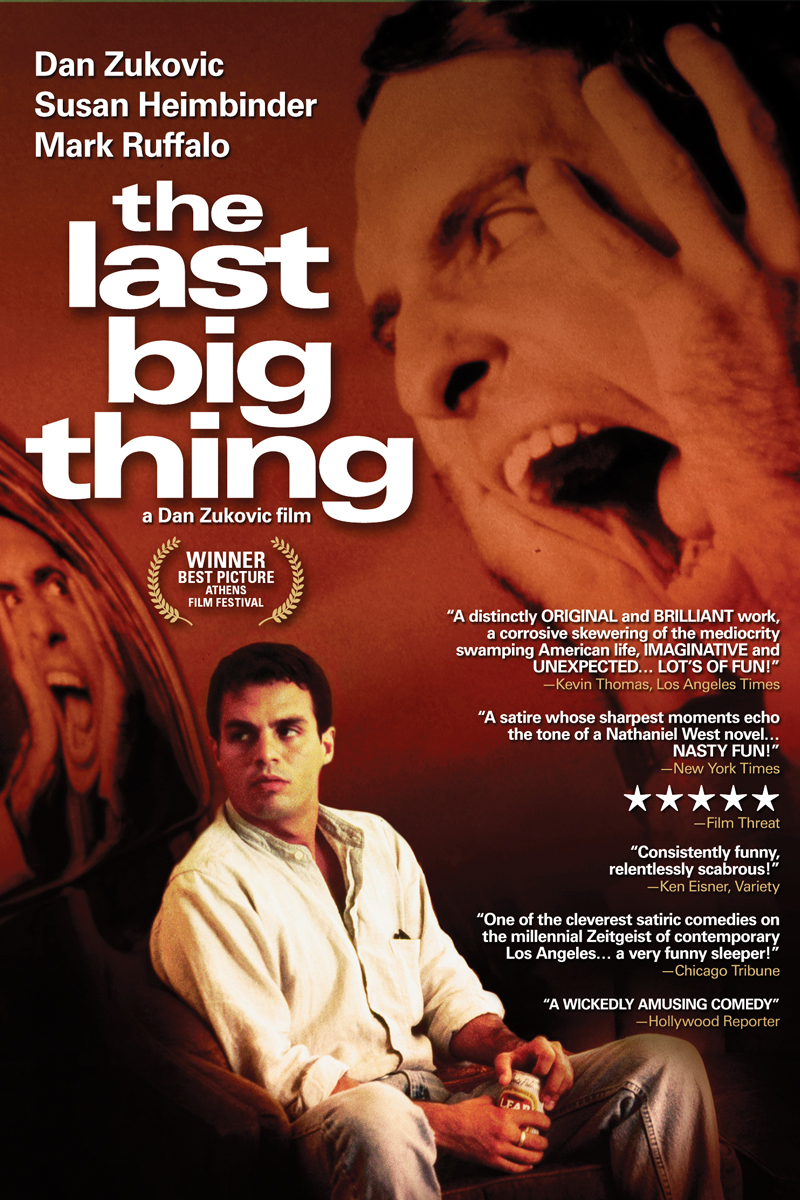 Dan Zukovic
Susan Heimbinder
Mark Ruffalo
the
last
big
thing
a Dan Zukovic film
WINNER
BEST PICTURE
ATHENS
FILM FESTIVAL
“A distinctly ORIGINAL and BRILLIANT work,
a corrosive skewering of the mediocrity
swamping American life, IMAGINATIVE and
UNEXPECTED... LOT’S OF FUN!”
—Kevin Thomas, Los Angeles Times
“A satire whose sharpest moments echo
the tone of a Nathaniel West novel...
NASTY FUN!”
—New York Times
—Film Threat
“Consistently funny,
relentlessly scabrous!”
—Ken Eisner, Variety
“One of the cleverest satiric comedies on
the millennial Zeitgeist of contemporary
Los Angeles... a very funny sleeper!”
—Chicago Tribune
“A WICKEDLY AMUSING COMEDY”
—Hollywood Reporter